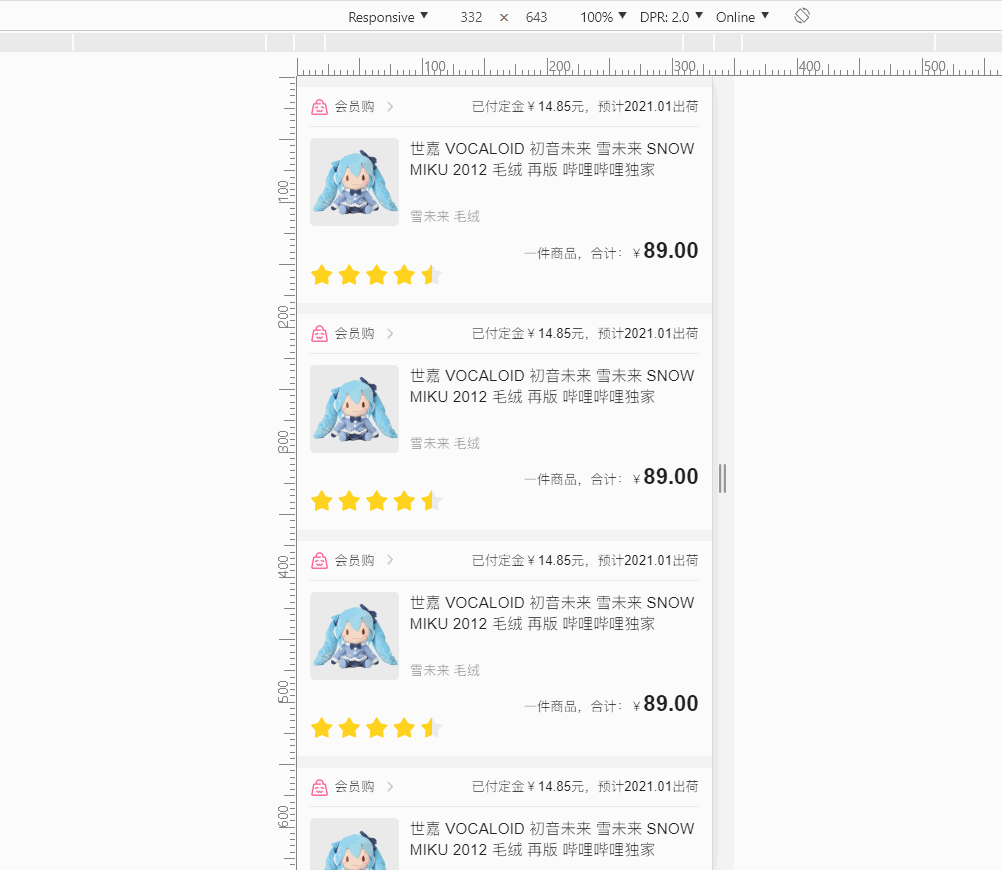 Responsive ▼ 332 × 643 100% ▼ DPR: 2.0 ▼ Online ▼
100 200 300 400 500
会员购 已付定金￥14.85元，预计2021.01出荷
世嘉 VOCALOID 初音未来 雪未来 SNOW
MIKU 2012 毛绒 再版 哔哩哔哩独家
雪未来 毛绒
一件商品，合计：￥89.00
会员购 已付定金￥14.85元，预计2021.01出荷
世嘉 VOCALOID 初音未来 雪未来 SNOW
MIKU 2012 毛绒 再版 哔哩哔哩独家
雪未来 毛绒
一件商品，合计：￥89.00
会员购 已付定金￥14.85元，预计2021.01出荷
世嘉 VOCALOID 初音未来 雪未来 SNOW
MIKU 2012 毛绒 再版 哔哩哔哩独家
雪未来 毛绒
一件商品，合计：￥89.00
会员购 已付定金￥14.85元，预计2021.01出荷
世嘉 VOCALOID 初音未来 雪未来 SNOW
MIKU 2012 毛绒 再版 哔哩哔哩独家
100
200
300
400
500
600